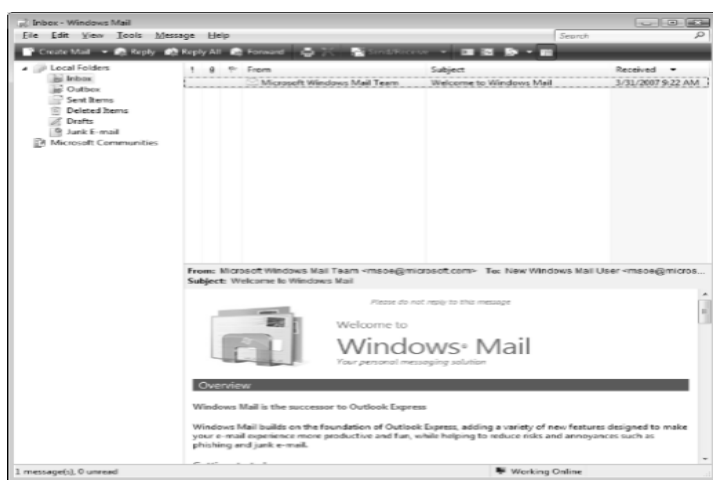 Inbox - Windows Mail
File Edit View Tools Message Help
Search
Create Mail Reply Reply All Forward Send/Receive
Local Folders
Inbox
Outbox
Sent Items
Deleted Items
Drafts
Junk E-mail
Microsoft Communities
! From Subject Received
Microsoft Windows Mail Team Welcome to Windows Mail 3/31/2007 9:22 AM
From: Microsoft Windows Mail Team <msoe@microsoft.com> To: New Windows Mail User <msoe@micros...
Subject: Welcome to Windows Mail
Please do not reply to this message
Welcome to
Windows® Mail
Your personal messaging solution
Overview
Windows Mail is the successor to Outlook Express
Windows Mail builds on the foundation of Outlook Express, adding a variety of new features designed to make
your e-mail experience more productive and fun, while helping to reduce risks and annoyances such as
phishing and junk e-mail.
1 message(s), 0 unread
Working Online